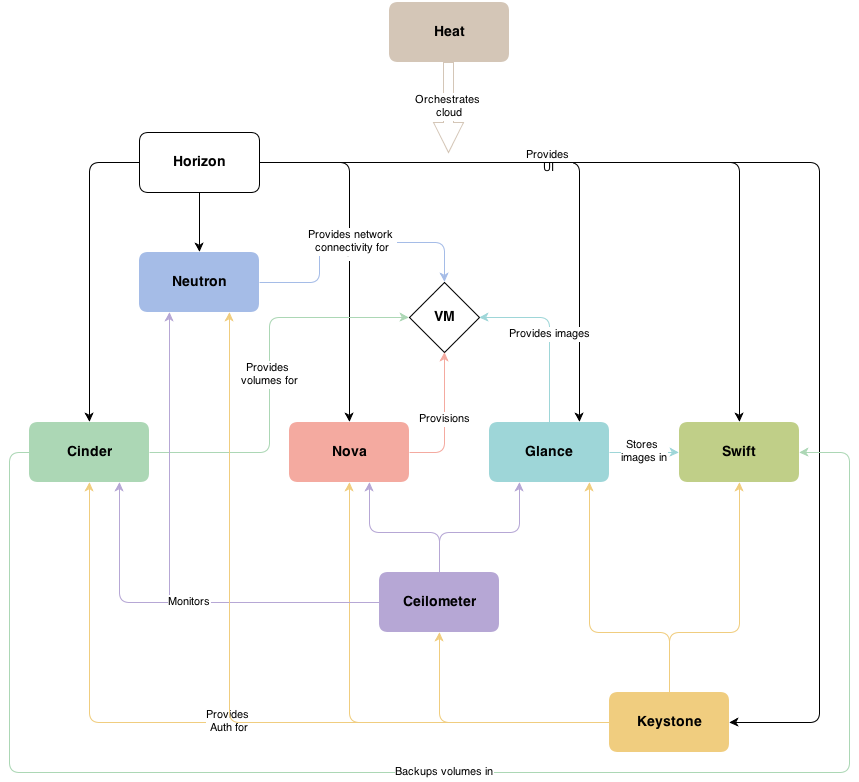 Heat
Orchestrates
cloud
Horizon
Provides
UI
Provides network
connectivity for
Neutron
VM
Provides images
Provides
volumes for
Provisions
Cinder
Nova
Glance
Stores
images in
Swift
Ceilometer
Monitors
Provides
Auth for
Keystone
Backups volumes in